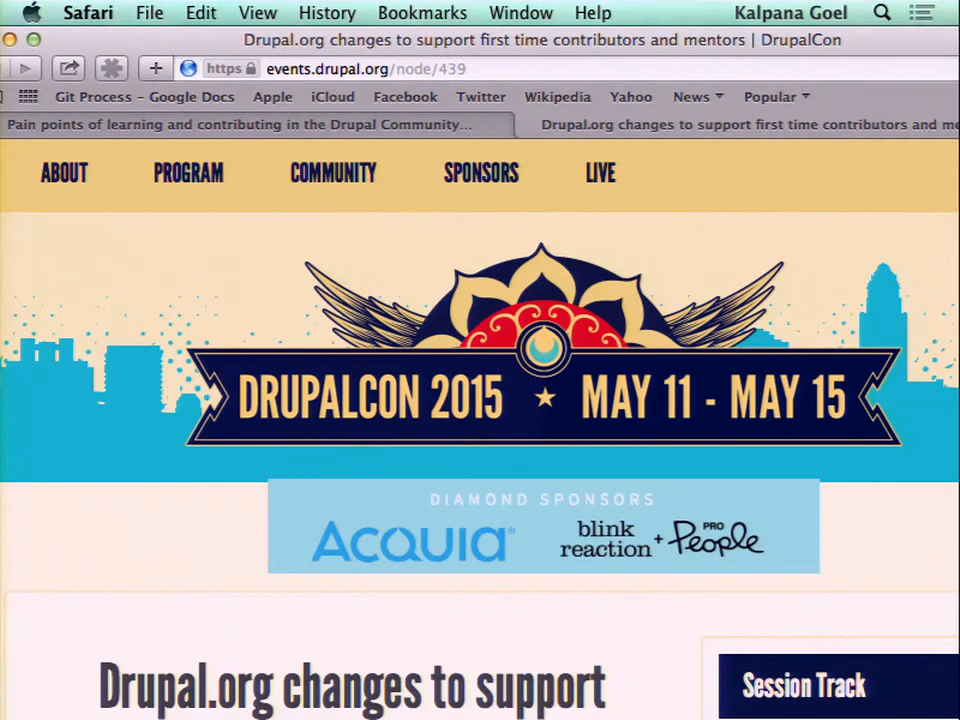 Safari File Edit View History Bookmarks Window Help Kalpana Goel
Drupal.org changes to support first time contributors and mentors | DrupalCon
https events.drupal.org/node/439
Git Process – Google Docs Apple iCloud Facebook Twitter Wikipedia Yahoo News Popular
Pain points of learning and contributing in the Drupal Community... Drupal.org changes to support first time contributors and me
ABOUT PROGRAM COMMUNITY SPONSORS LIVE
DRUPALCON 2015 ★ MAY 11 - MAY 15
DIAMOND SPONSORS
ACQUIA® blink reaction + PRO People
Drupal.org changes to support
Session Track